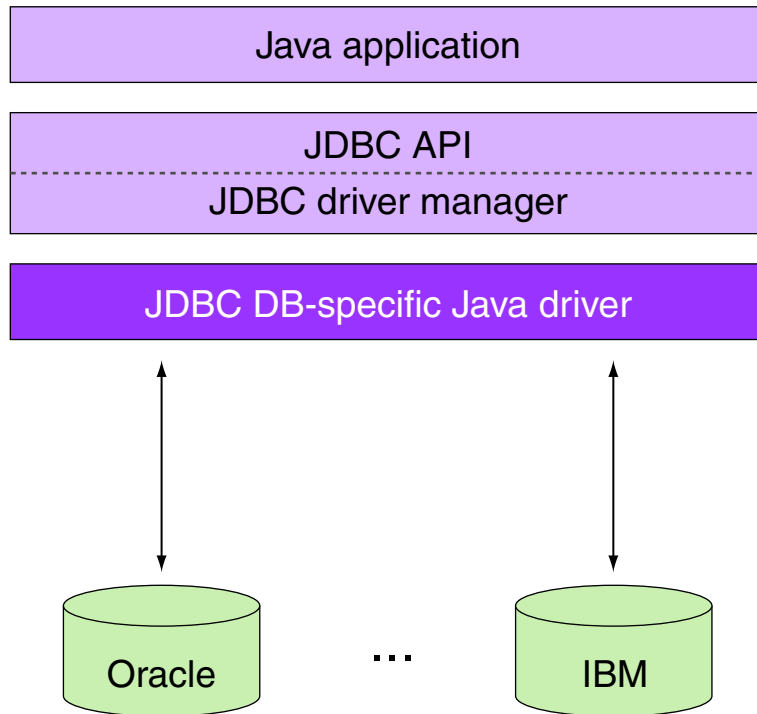 Java application
JDBC API
JDBC driver manager
JDBC DB-specific Java driver
Oracle
...
IBM